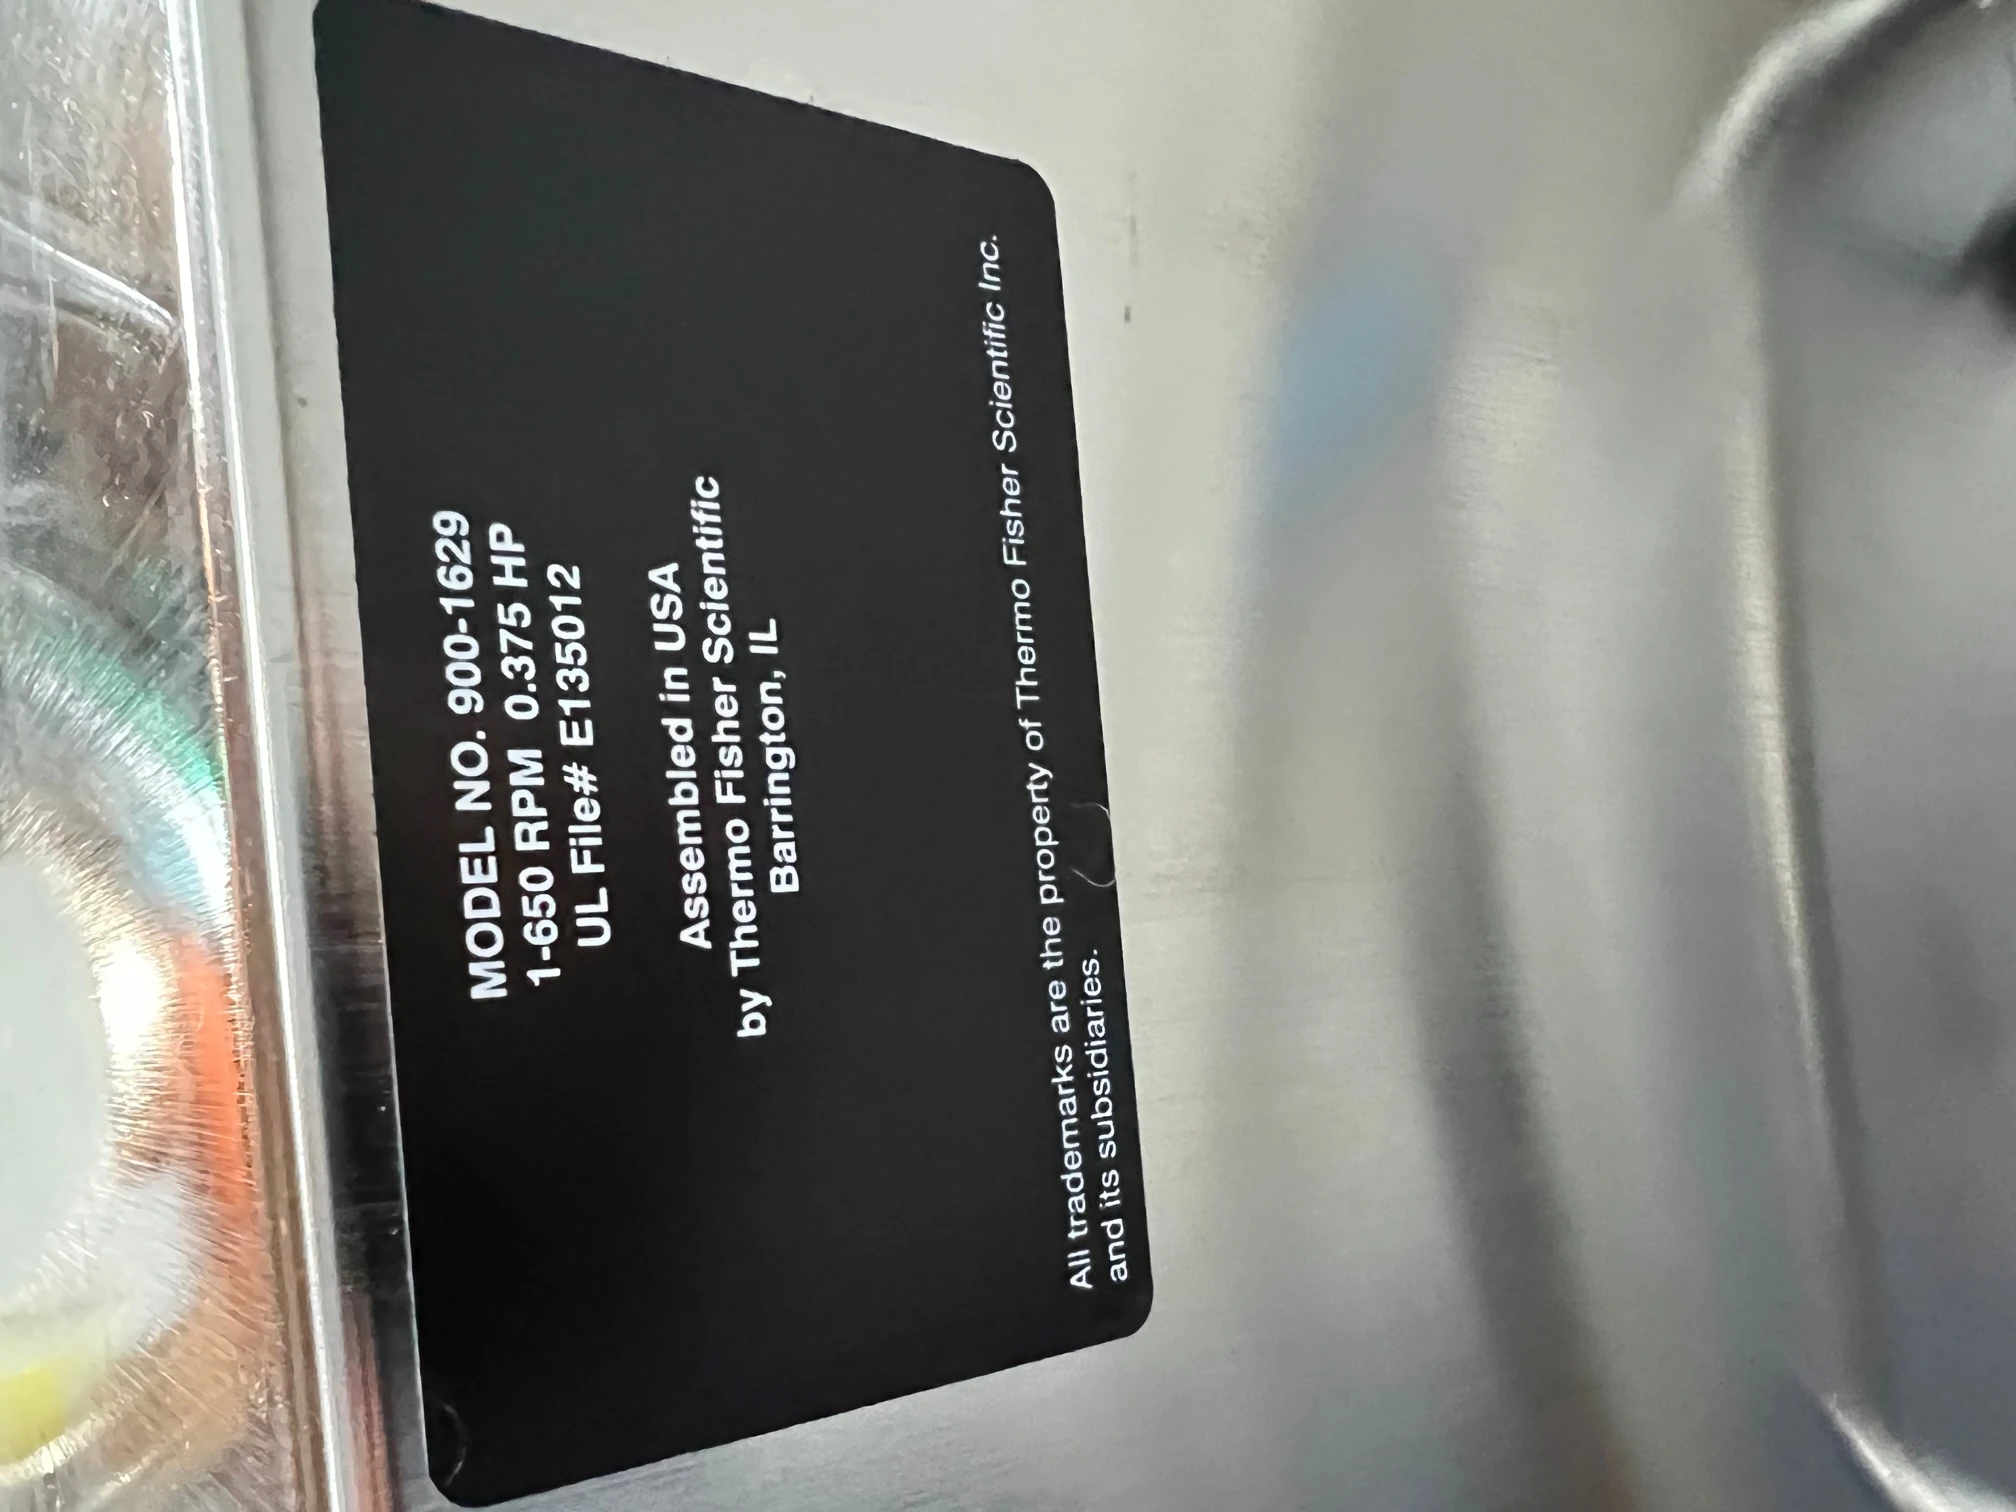 MODEL NO. 900-1629
1-650 RPM 0.375 HP
UL File# E135012
Assembled in USA
by Thermo Fisher Scientific
Barrington, IL
All trademarks are the property of Thermo Fisher Scientific Inc.
and its subsidiaries.